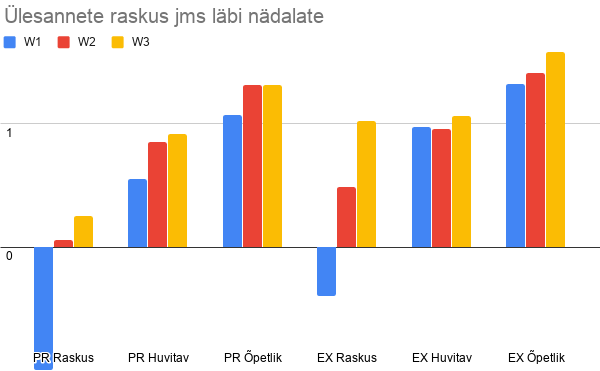 Ülesannete raskus jms läbi nädalate
W1 W2 W3
1
0
PR Raskus PR Huvitav PR Õpetlik EX Raskus EX Huvitav EX Õpetlik